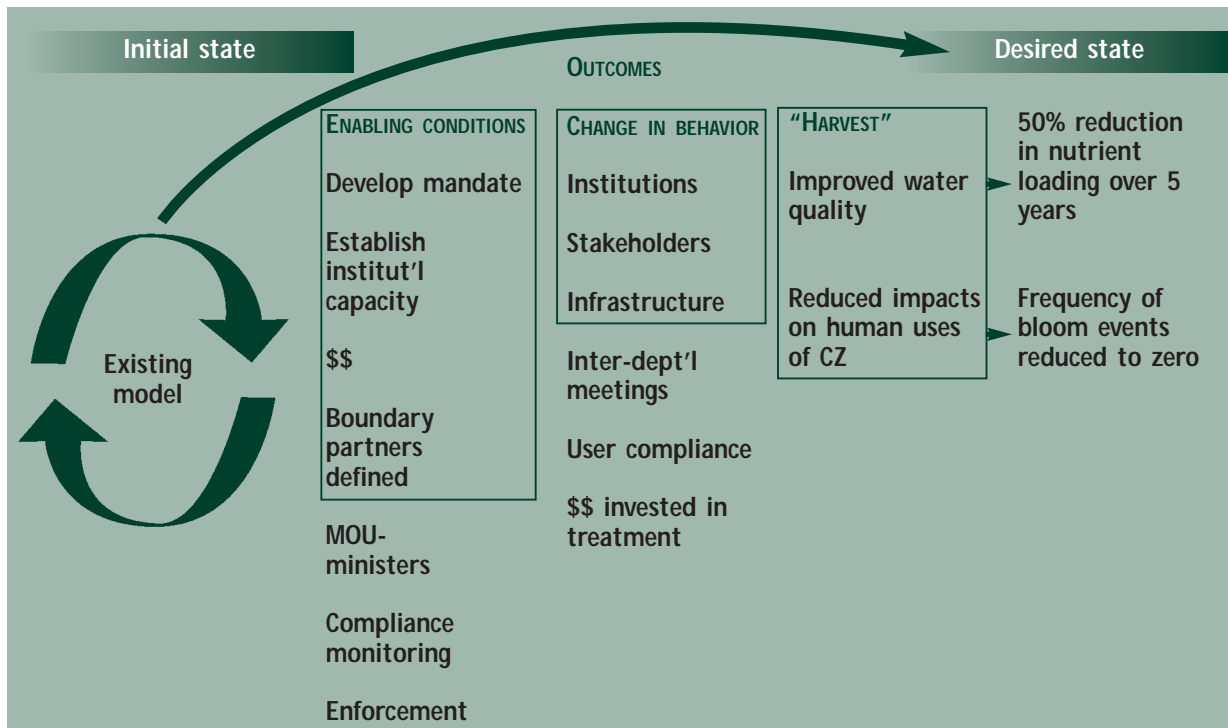 Initial state
Desired state
OUTCOMES
ENABLING CONDITIONS
Develop mandate
Establish
institut'l
capacity
$$
Boundary
partners
defined
MOU-
ministers
Compliance
monitoring
Enforcement
CHANGE IN BEHAVIOR
Institutions
Stakeholders
Infrastructure
Inter-dept'l
meetings
User compliance
$$ invested in
treatment
"HARVEST"
Improved water
quality
Reduced impacts
on human uses
of CZ
50% reduction
in nutrient
loading over 5
years
Frequency of
bloom events
reduced to zero
Existing
model